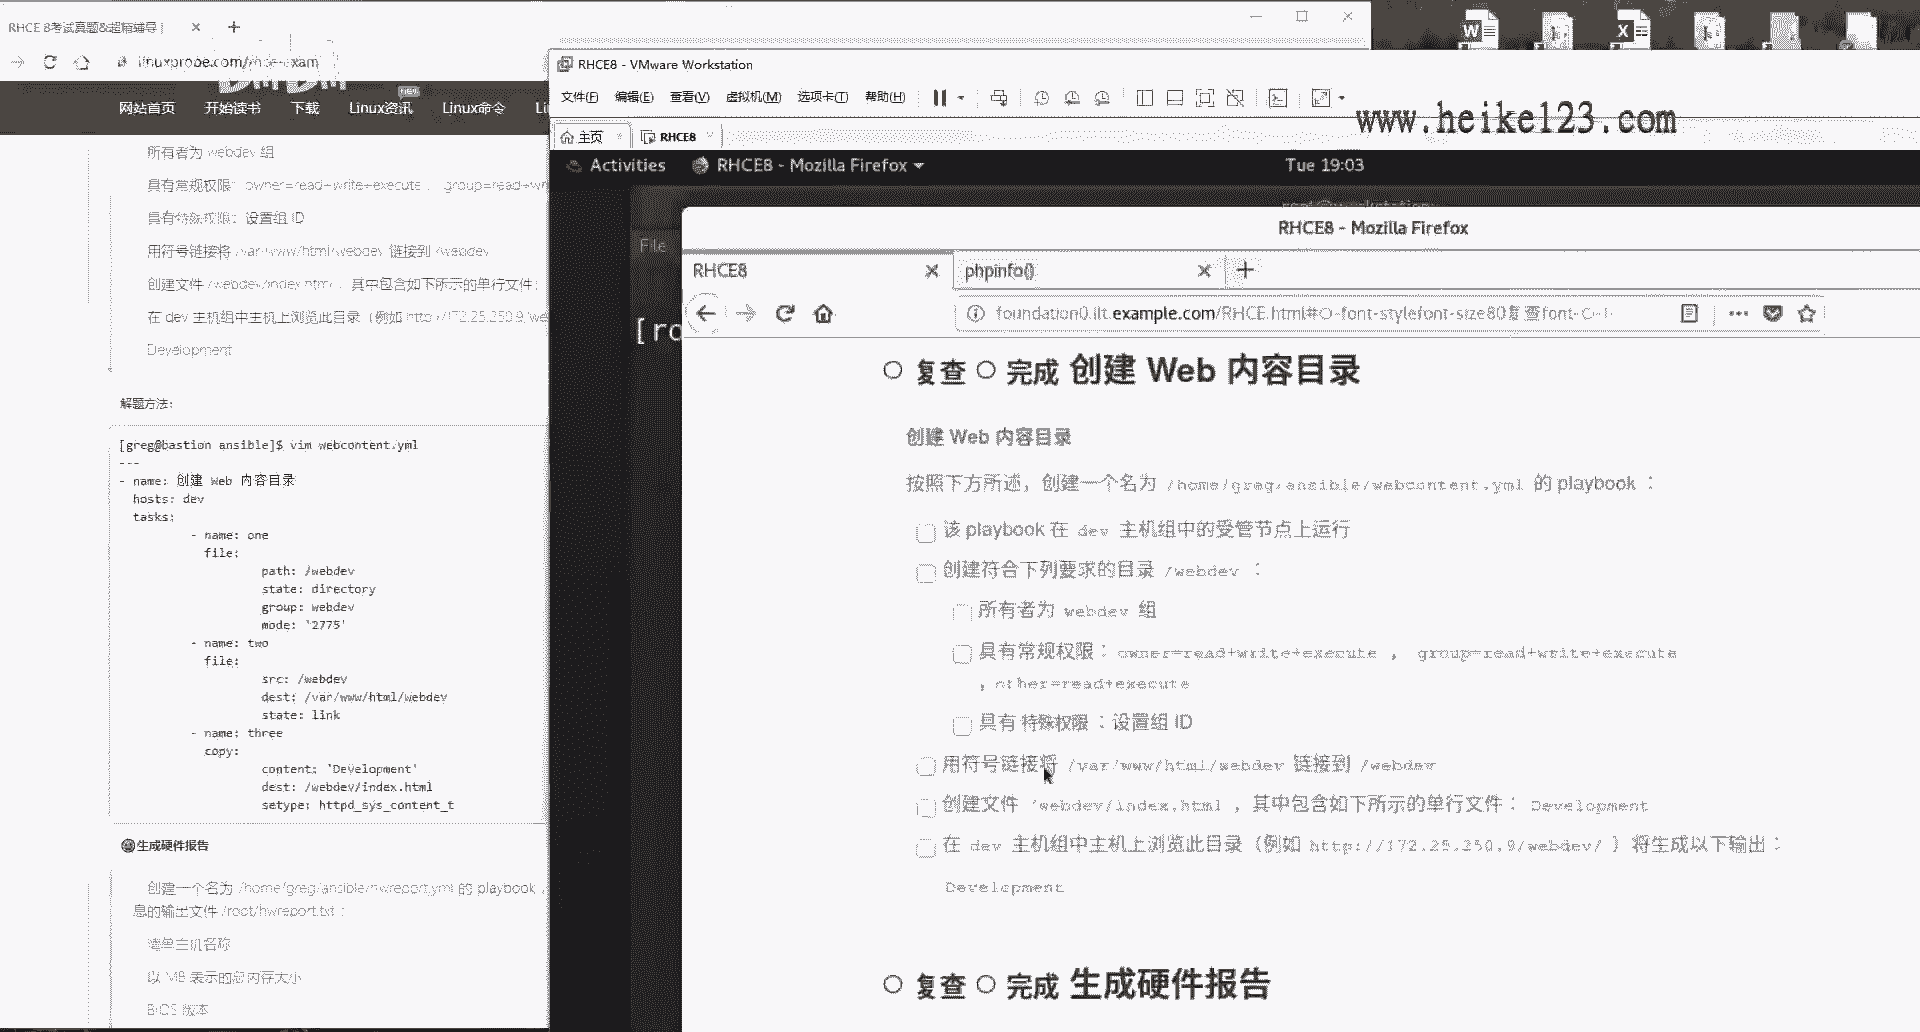 RHCE 8考试真题&超精辅导 |
网站首页 开始读书 下载 Linux资讯 Linux命令 Li
所有者为 webdev 组
具有常规权限: owner=read+write+execute , group=read+wr
具有特殊权限: 设置组 ID
用符号链接将 /var/www/html/webdev 链接到 /webdev
创建文件 /webdev/index.html , 其中包含如下所示的单行文件:
在 dev 主机组中主机上浏览此目录 (例如 http://172.25.250.9/we
Development
解题方法:
[greg@bastion ansible]$ vim webcontent.yml
---
- name: 创建 Web 内容目录
hosts: dev
tasks:
- name: one
file:
path: /webdev
state: directory
group: webdev
mode: '2775'
- name: two
file:
src: /webdev
dest: /var/www/html/webdev
state: link
- name: three
copy:
content: 'Development'
dest: /webdev/index.html
setype: httpd_sys_content_t
生成硬件报告
创建一个名为 /home/greg/ansible/hwreport.yml 的 playbook
息的输出文件 /root/hwreport.txt :
清单主机名称
以 MB 表示的总内存大小
BIOS 版本
RHCE8 - VMware Workstation
文件(F) 编辑(E) 查看(V) 虚拟机(M) 选项卡(T) 帮助(H)
www.heike123.com
主页 RHCE8
Activities RHCE8 - Mozilla Firefox Tue 19:03
RHCE8 - Mozilla Firefox
File
[ro
RHCE8 phpinfo()
foundation0.ilt.example.com/RHCE.html#O-font-stylefont-size80复查font-O-
复查 完成 创建 Web 内容目录
创建 Web 内容目录
按照下方所述，创建一个名为 /home/greg/ansible/webcontent.yml 的 playbook ：
该 playbook 在 dev 主机组中的受管节点上运行
创建符合下列要求的目录 /webdev ：
所有者为 webdev 组
具有常规权限： owner=read+write+execute ， group=read+write+execute
，other=read+execute
具有 特殊权限 ：设置组 ID
用符号链接将 /var/www/html/webdev 链接到 /webdev
创建文件 /webdev/index.html ，其中包含如下所示的单行文件： Development
在 dev 主机组中主机上浏览此目录（例如 http://172.25.250.9/webdev/ ）将生成以下输出：
Development
复查 完成 生成硬件报告